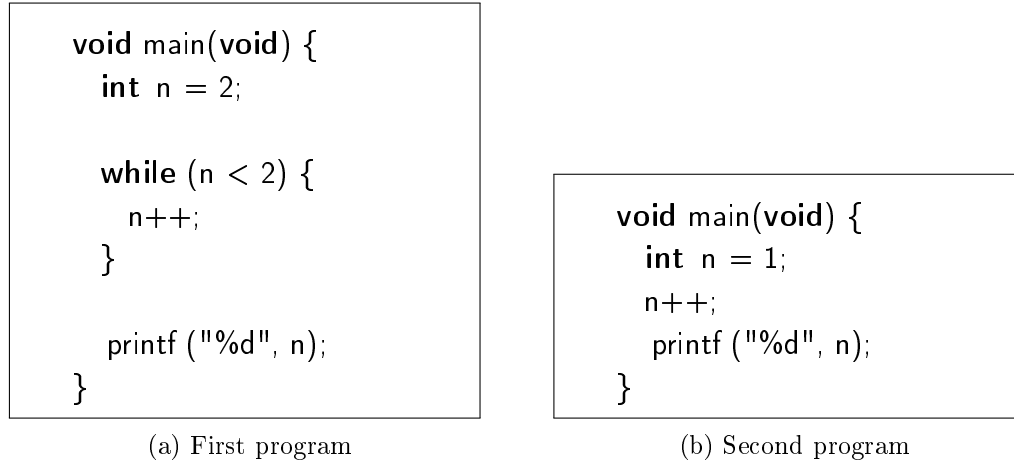 void main(void) {
int n = 2;
while (n < 2) {
n++;
}
printf ("%d", n);
}
(a) First program
void main(void) {
int n = 1;
n++;
printf ("%d", n);
}
(b) Second program